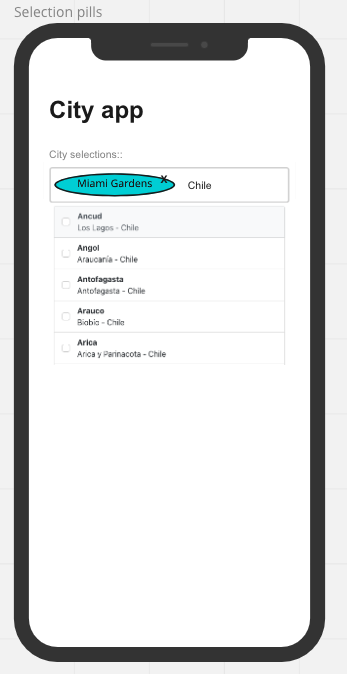 Selection pills
City app
City selections::
Miami Gardens x Chile
Ancud
Los Lagos - Chile
Angol
Araucanía - Chile
Antofagasta
Antofagasta - Chile
Arauco
Biobío - Chile
Arica
Arica y Parinacota - Chile